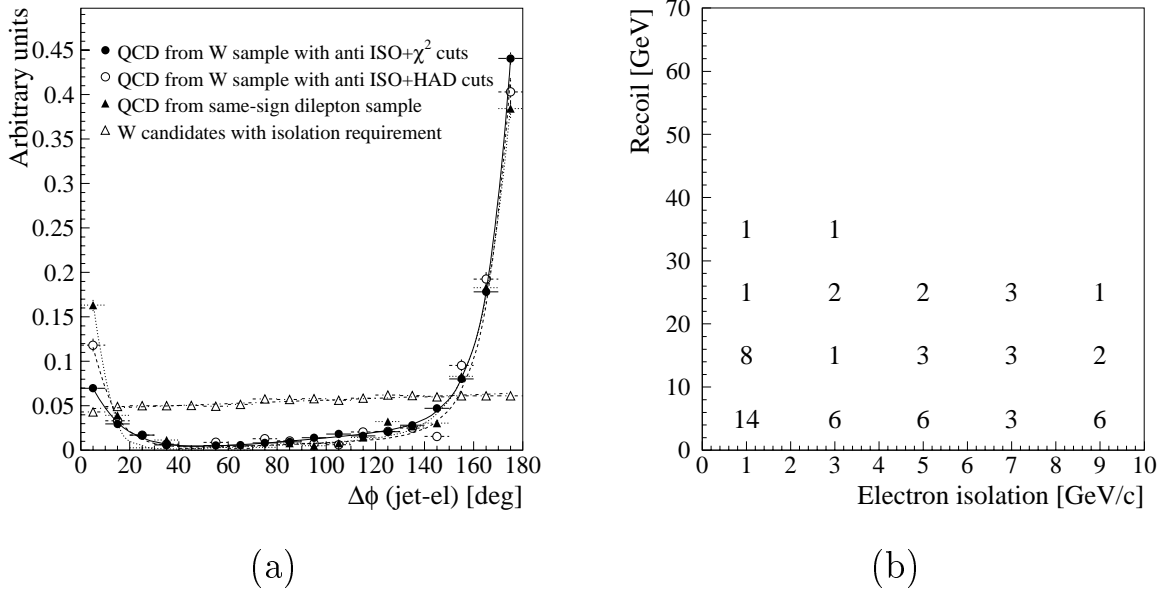 Arbitrary units
0.45
0.4
0.35
0.3
0.25
0.2
0.15
0.1
0.05
0
QCD from W sample with anti ISO+χ² cuts
QCD from W sample with anti ISO+HAD cuts
QCD from same-sign dilepton sample
W candidates with isolation requirement
0 20 40 60 80 100 120 140 160 180
Δϕ (jet-el) [deg]
(a)
Recoil [GeV]
70
60
50
40
30
20
10
0
1 1
1 2 2 3 1
8 1 3 3 2
14 6 6 3 6
0 1 2 3 4 5 6 7 8 9 10
Electron isolation [GeV/c]
(b)